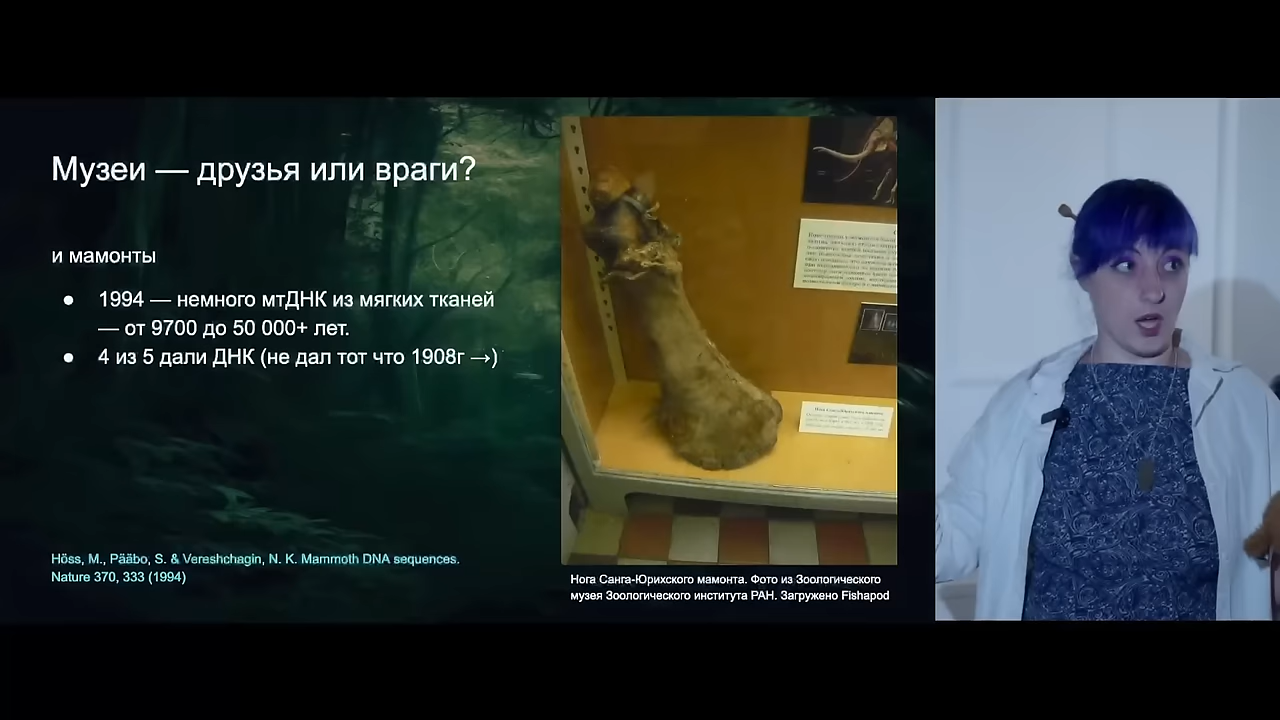 Музеи — друзья или враги?
и мамонты
● 1994 — немного мтДНК из мягких тканей
— от 9700 до 50 000+ лет.
● 4 из 5 дали ДНК (не дал тот что 1908г →)
Höss, M., Pääbo, S. & Vereshchagin, N. K. Mammoth DNA sequences.
Nature 370, 333 (1994)
Нога Санга-Юрихского мамонта. Фото из Зоологического
музея Зоологического института РАН. Загружено Fishapod